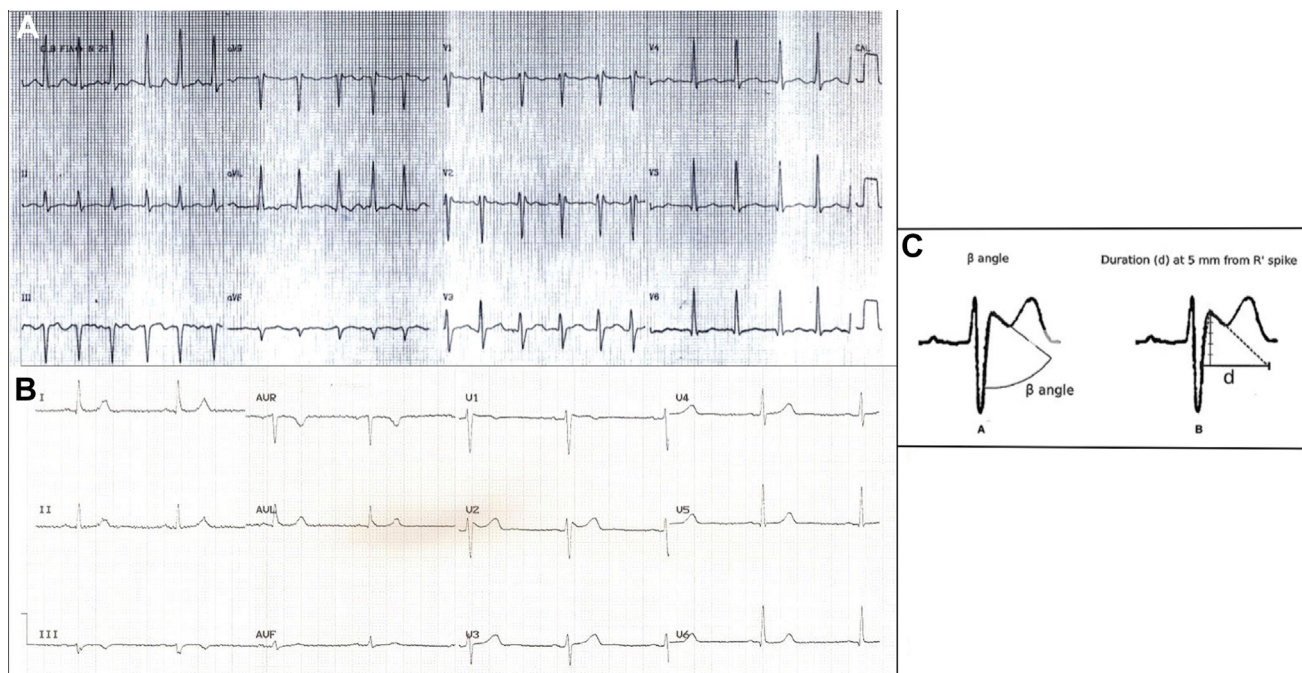 A
aVR V1 V4 CAL
II aVL V2 V5
III aVF V3 V6
B
I AVR V1 V4
II AVL V2 V5
III AVF V3 V6
C
β angle
β angle
A
Duration (d) at 5 mm from R' spike
d
B